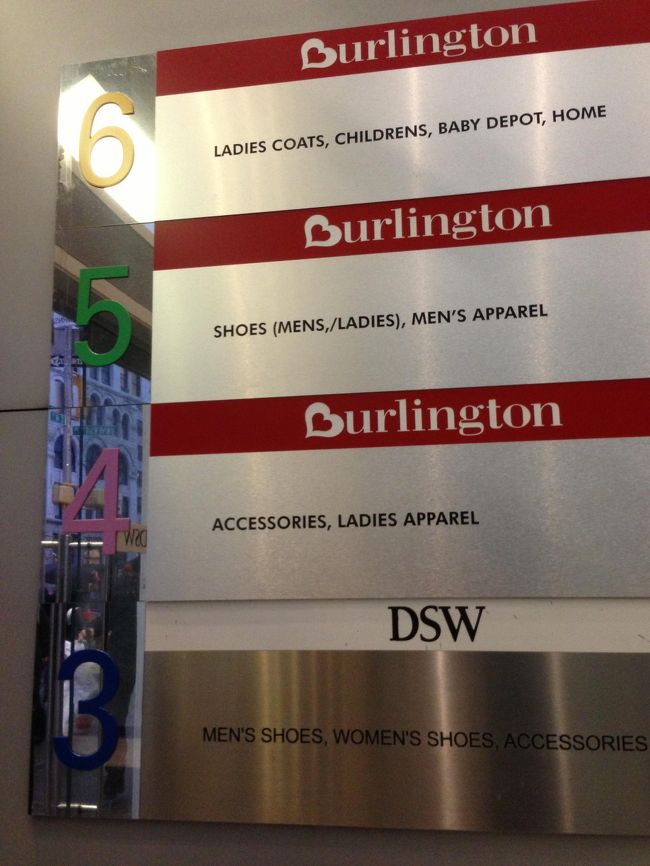 Burlington
6
LADIES COATS, CHILDRENS, BABY DEPOT, HOME
Burlington
5
SHOES (MENS,/LADIES), MEN'S APPAREL
Burlington
4
ACCESSORIES, LADIES APPAREL
DSW
DSW
3
MEN'S SHOES, WOMEN'S SHOES, ACCESSORIES